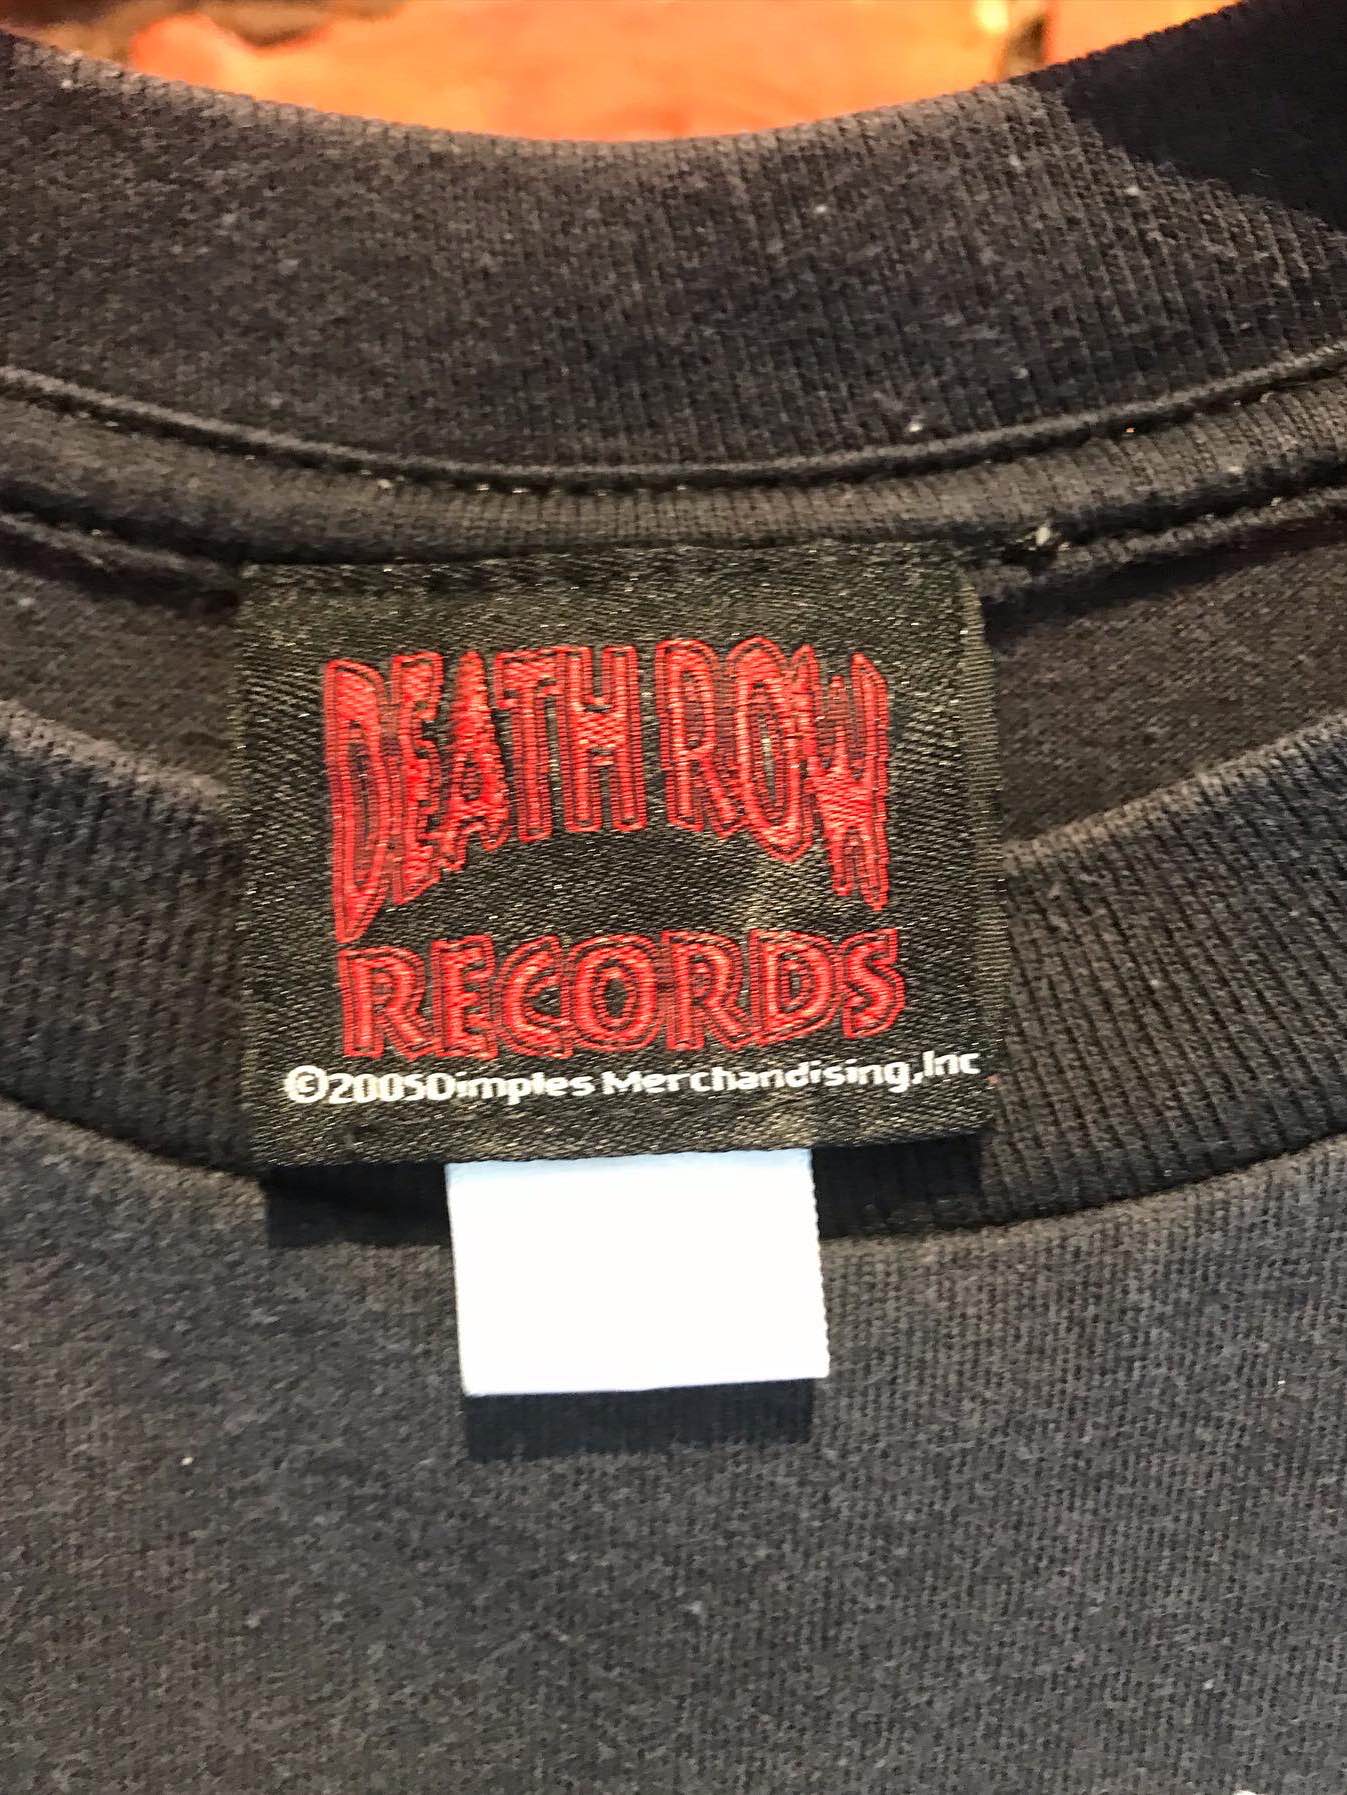 DEATH ROW
RECORDS
©2005Dimples Merchandising,Inc